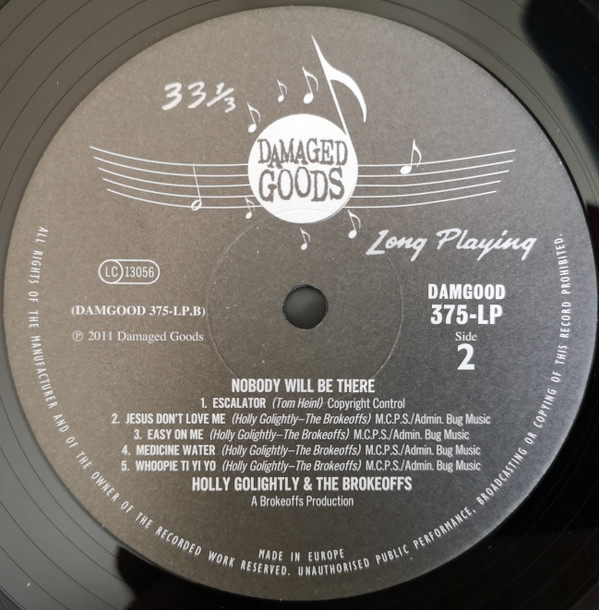 33⅓
DAMAGED
GOODS
Long Playing
LC 13056
(DAMGOOD 375-LP.B)
℗ 2011 Damaged Goods
DAMGOOD
375-LP
Side
2
NOBODY WILL BE THERE
1. ESCALATOR (Tom Heinl) Copyright Control
2. JESUS DON'T LOVE ME (Holly Golightly–The Brokeoffs) M.C.P.S./Admin. Bug Music
3. EASY ON ME (Holly Golightly–The Brokeoffs) M.C.P.S./Admin. Bug Music
4. MEDICINE WATER (Holly Golightly–The Brokeoffs) M.C.P.S./Admin. Bug Music
5. WHOOPIE TI YI YO (Holly Golightly–The Brokeoffs) M.C.P.S./Admin. Bug Music
HOLLY GOLIGHTLY & THE BROKEOFFS
A Brokeoffs Production
MADE IN EUROPE
ALL RIGHTS OF THE MANUFACTURER AND OF THE OWNER OF THE RECORDED WORK RESERVED. UNAUTHORISED PUBLIC PERFORMANCE, BROADCASTING OR COPYING OF THIS RECORD PROHIBITED.